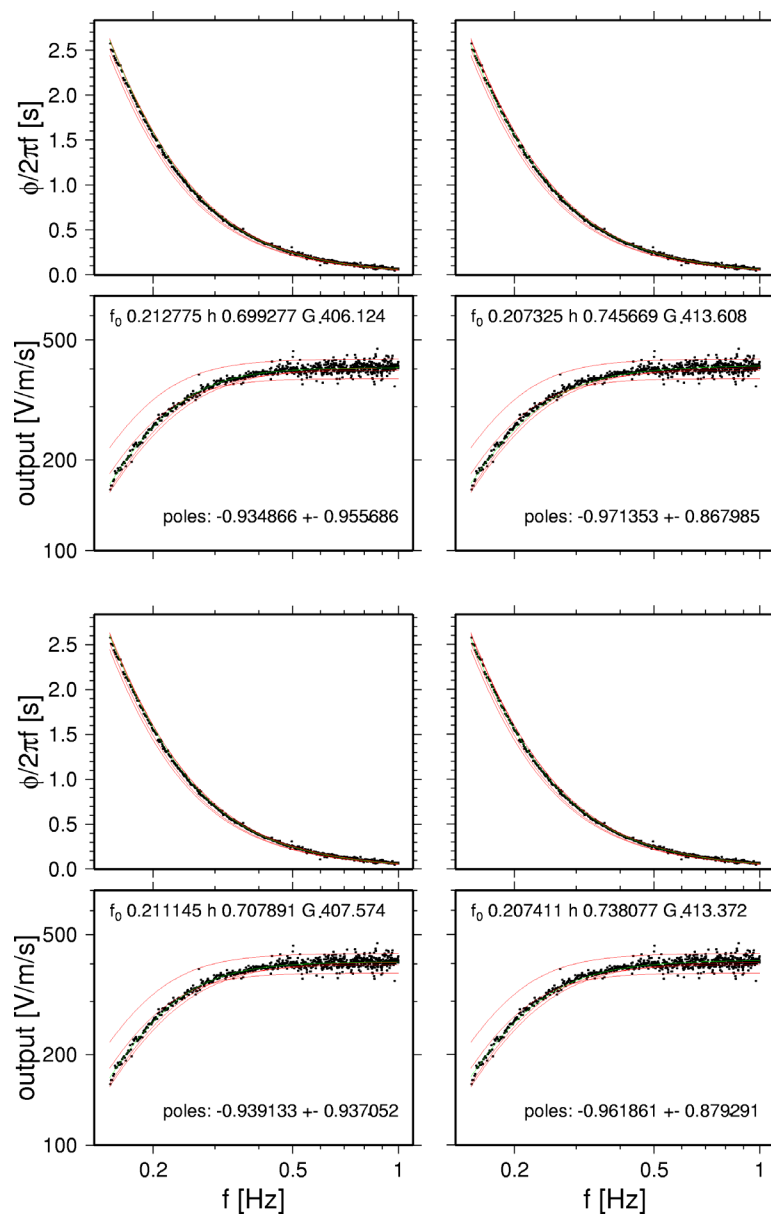 2.5
2.0
1.5
1.0
0.5
0.0
ϕ/2πf [s]
f0 0.212775 h 0.699277 G 406.124
f0 0.207325 h 0.745669 G 413.608
500
200
100
output [V/m/s]
poles: -0.934866 +- 0.955686
poles: -0.971353 +- 0.867985
2.5
2.0
1.5
1.0
0.5
0.0
ϕ/2πf [s]
f0 0.211145 h 0.707891 G 407.574
f0 0.207411 h 0.738077 G 413.372
500
200
100
output [V/m/s]
poles: -0.939133 +- 0.937052
poles: -0.961861 +- 0.879291
0.2 0.5 1
0.2 0.5 1
f [Hz]
f [Hz]